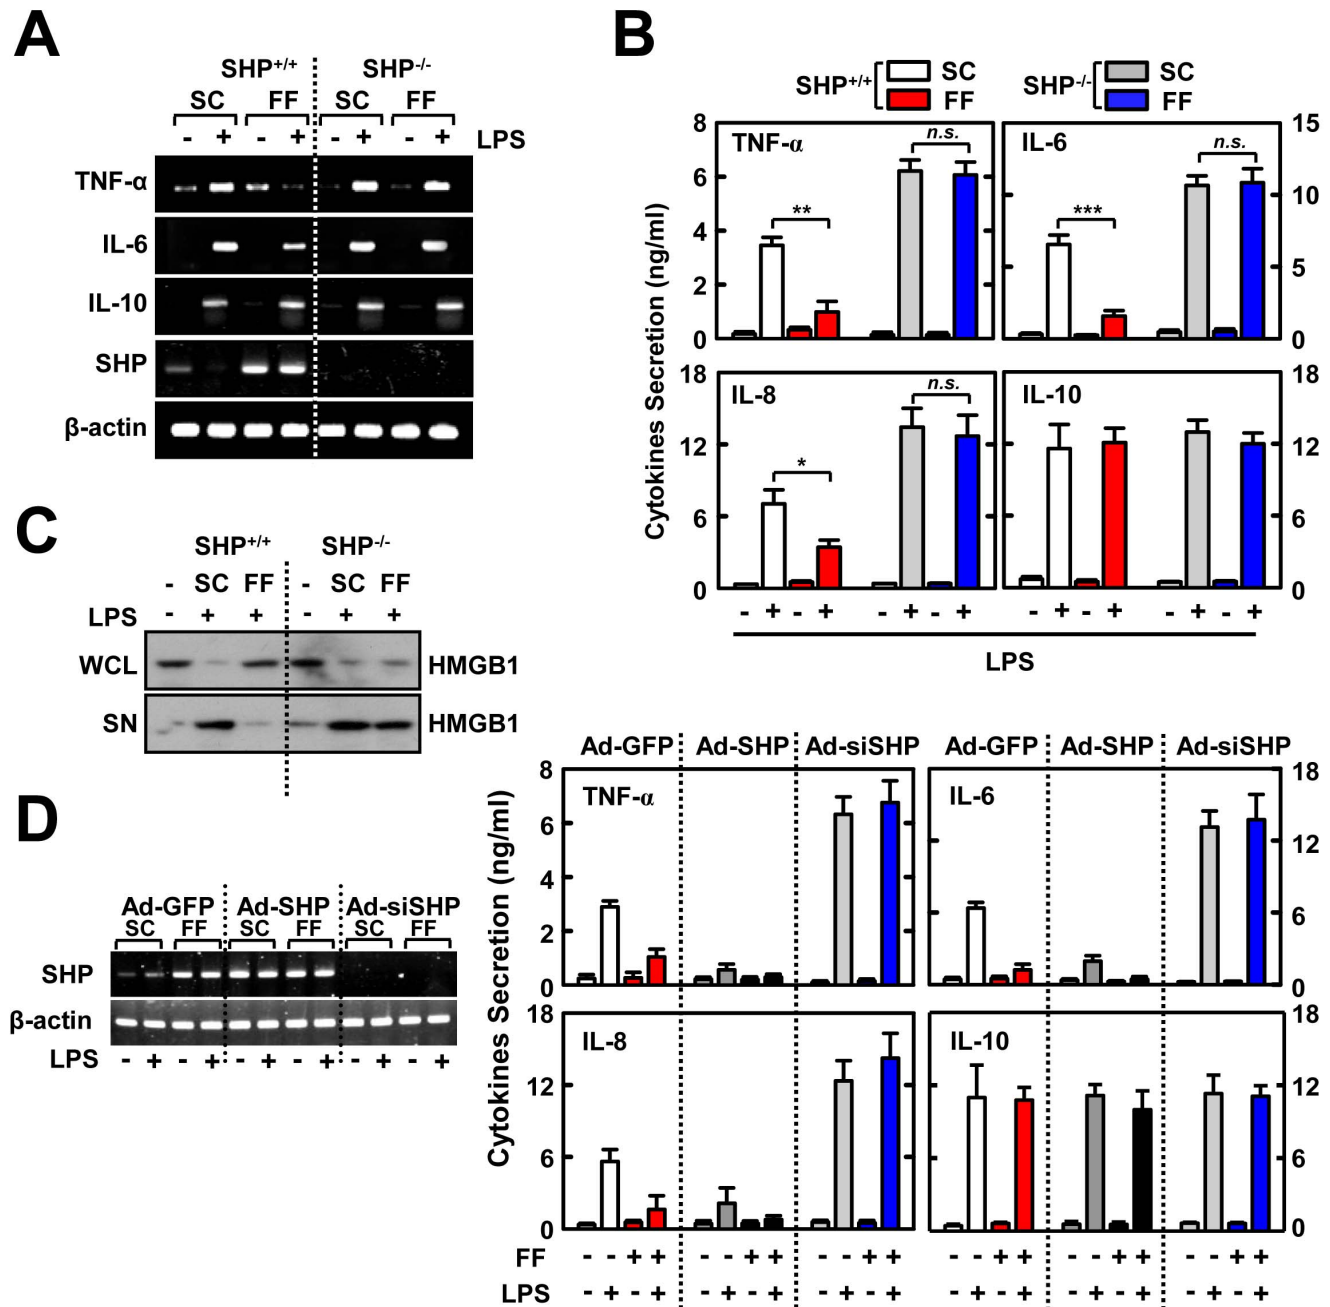 A
SHP+/+ SHP-/-
SC FF SC FF
- + - + - + - + LPS
TNF-α
IL-6
IL-10
SHP
β-actin
B
SHP+/+ SC FF
SHP-/- SC FF
Cytokines Secretion (ng/ml)
TNF-α
8
6
4
2
0
**
n.s.
IL-6
15
10
5
0
***
n.s.
IL-8
18
12
6
0
*
n.s.
IL-10
18
12
6
0
- + - + - + - + - + - + - + - +
LPS
C
SHP+/+ SHP-/-
- SC FF - SC FF
LPS - + + - + +
WCL HMGB1
SN HMGB1
D
Ad-GFP Ad-SHP Ad-siSHP
SC FF SC FF SC FF
SHP
β-actin
LPS - + - + - + - + - + - +
Ad-GFP Ad-SHP Ad-siSHP Ad-GFP Ad-SHP Ad-siSHP
Cytokines Secretion (ng/ml)
TNF-α
8
6
4
2
0
IL-6
18
12
6
0
IL-8
18
12
6
0
IL-10
18
12
6
0
FF - - + + - - + + - - + + - - + + - - + + - - + +
LPS - + - + - + - + - + - + - + - + - + - + - + - +